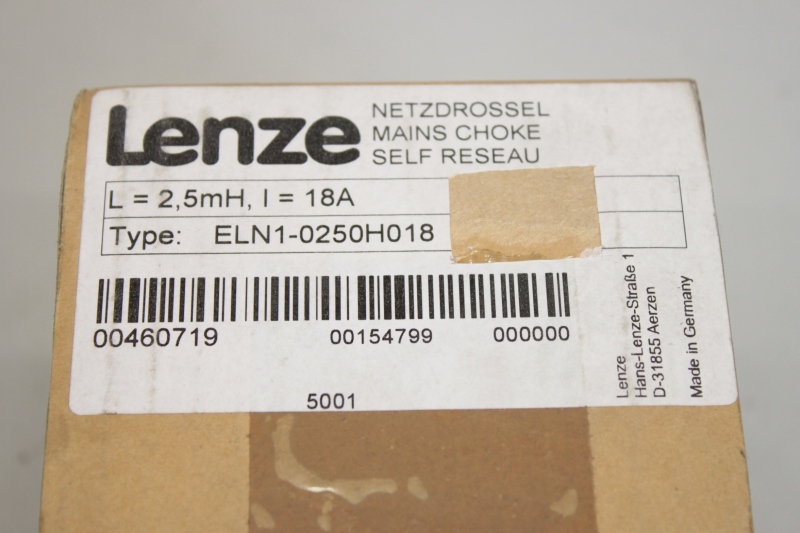 Lenze
NETZDROSSEL
MAINS CHOKE
SELF RESEAU
L = 2,5mH, I = 18A
Type: ELN1-0250H018
00460719 00154799 000000
5001
Lenze
Hans-Lenze-Straße 1
D-31855 Aerzen
Made in Germany